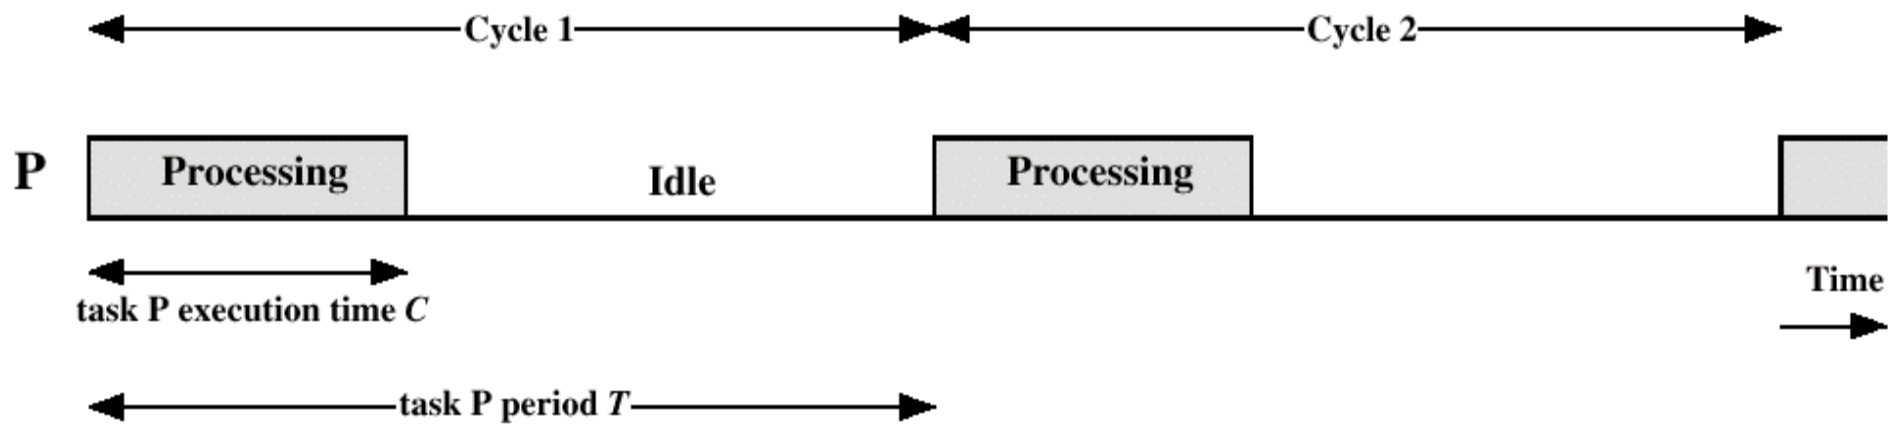 Cycle 1
Cycle 2
P
Processing
Idle
Processing
Time
task P execution time C
task P period T